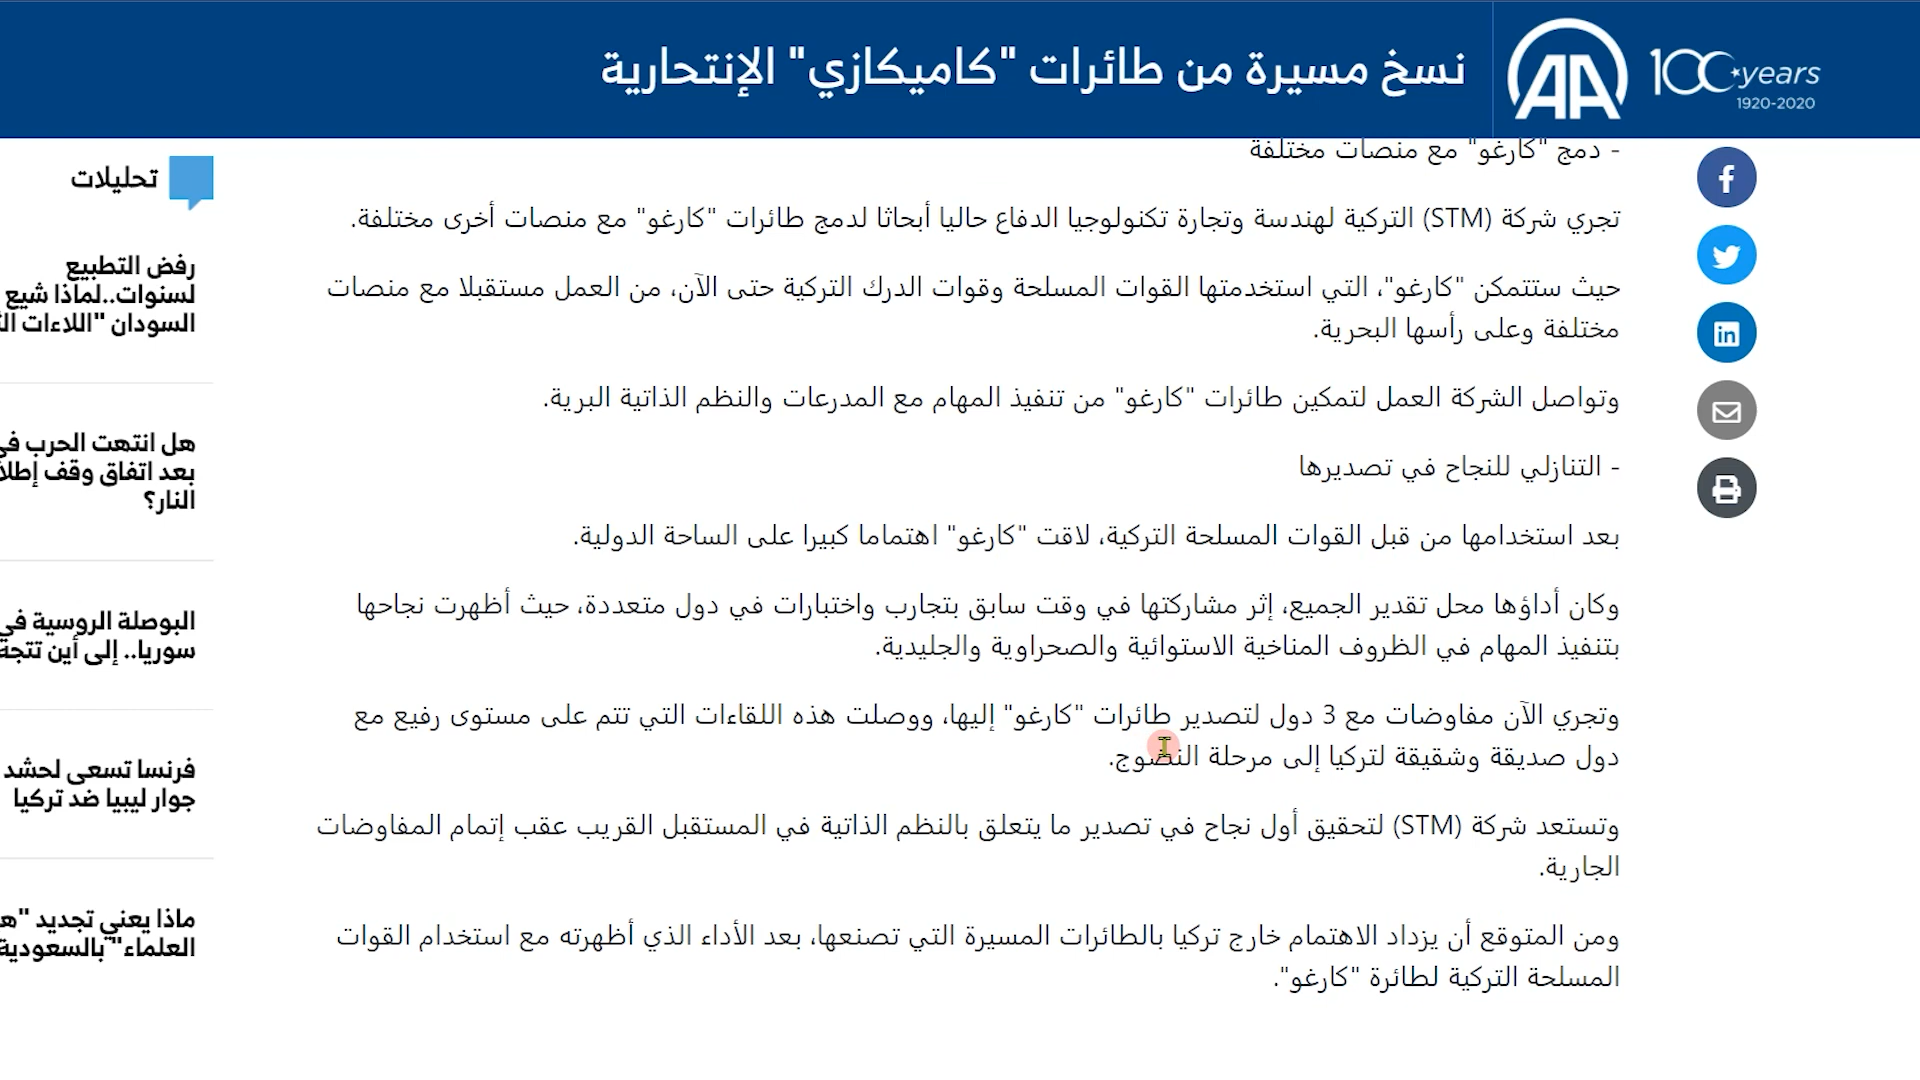 نسخ مسيرة من طائرات "كاميكازي" الإنتحارية
AA
100 years
1920-2020
- دمج "كارغو" مع منصات مختلفة
تجري شركة (STM) التركية لهندسة وتجارة تكنولوجيا الدفاع حاليا أبحاثا لدمج طائرات "كارغو" مع منصات أخرى مختلفة.
حيث ستتمكن "كارغو"، التي استخدمتها القوات المسلحة وقوات الدرك التركية حتى الآن، من العمل مستقبلا مع منصات
مختلفة وعلى رأسها البحرية.
وتواصل الشركة العمل لتمكين طائرات "كارغو" من تنفيذ المهام مع المدرعات والنظم الذاتية البرية.
- التنازلي للنجاح في تصديرها
بعد استخدامها من قبل القوات المسلحة التركية، لاقت "كارغو" اهتماما كبيرا على الساحة الدولية.
وكان أداؤها محل تقدير الجميع، إثر مشاركتها في وقت سابق بتجارب واختبارات في دول متعددة، حيث أظهرت نجاحها
بتنفيذ المهام في الظروف المناخية الاستوائية والصحراوية والجليدية.
وتجري الآن مفاوضات مع 3 دول لتصدير طائرات "كارغو" إليها، ووصلت هذه اللقاءات التي تتم على مستوى رفيع مع
دول صديقة وشقيقة لتركيا إلى مرحلة النضوج.
وتستعد شركة (STM) لتحقيق أول نجاح في تصدير ما يتعلق بالنظم الذاتية في المستقبل القريب عقب إتمام المفاوضات
الجارية.
ومن المتوقع أن يزداد الاهتمام خارج تركيا بالطائرات المسيرة التي تصنعها، بعد الأداء الذي أظهرته مع استخدام القوات
المسلحة التركية لطائرة "كارغو".
تحليلات
رفض التطبيع
لسنوات..لماذا شيع
السودان "اللاءات
هل انتهت الحرب في
بعد اتفاق وقف
النار؟
البوصلة الروسية في
سوريا.. إلى أين
فرنسا تسعى لحشد
جوار ليبيا ضد تركيا
ماذا يعني تجديد
العلماء" بالسعودية